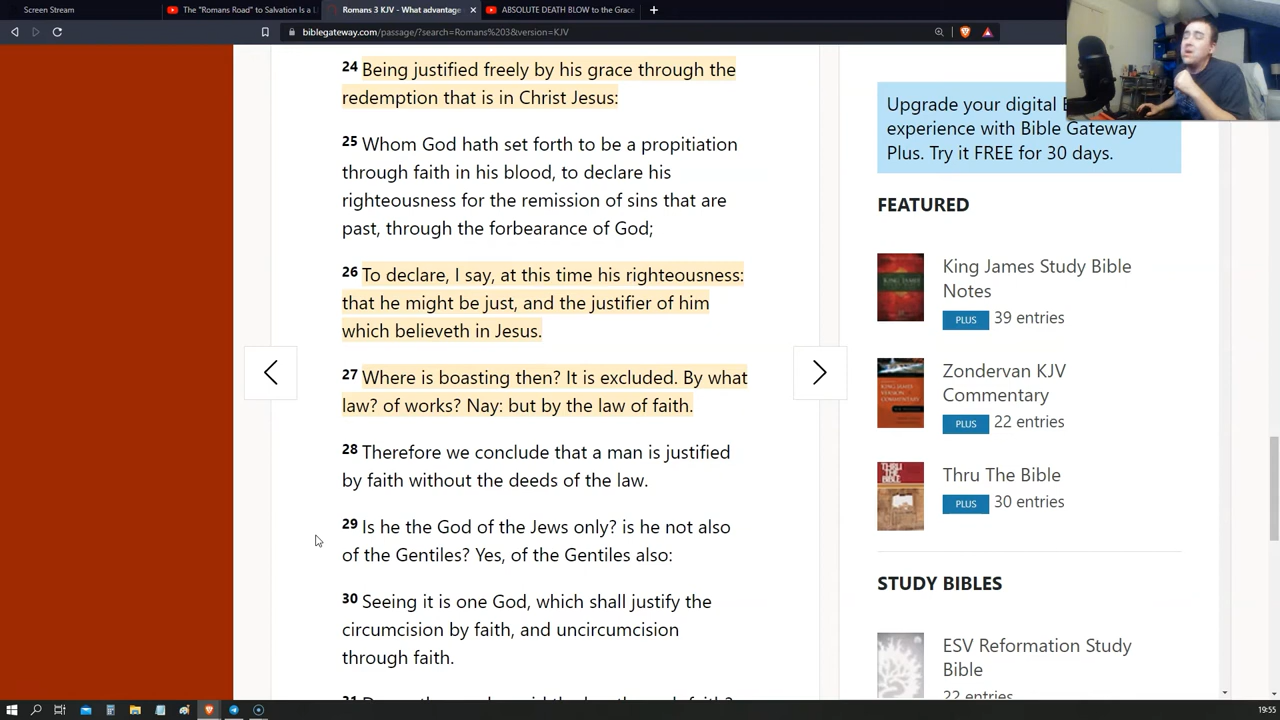 Screen Stream
The "Romans Road" to Salvation Is a L
Romans 3 KJV - What advantage
ABSOLUTE DEATH BLOW to the Grace
biblegateway.com/passage/?search=Romans%203&version=KJV
24 Being justified freely by his grace through the
redemption that is in Christ Jesus:
25 Whom God hath set forth to be a propitiation
through faith in his blood, to declare his
righteousness for the remission of sins that are
past, through the forbearance of God;
26 To declare, I say, at this time his righteousness:
that he might be just, and the justifier of him
which believeth in Jesus.
27 Where is boasting then? It is excluded. By what
law? of works? Nay: but by the law of faith.
28 Therefore we conclude that a man is justified
by faith without the deeds of the law.
29 Is he the God of the Jews only? is he not also
of the Gentiles? Yes, of the Gentiles also:
30 Seeing it is one God, which shall justify the
circumcision by faith, and uncircumcision
through faith.
Upgrade your digital
experience with Bible Gateway
Plus. Try it FREE for 30 days.
FEATURED
King James Study Bible
Notes
PLUS 39 entries
Zondervan KJV
Commentary
PLUS 22 entries
Thru The Bible
PLUS 30 entries
STUDY BIBLES
ESV Reformation Study
Bible
22 entries
19:55